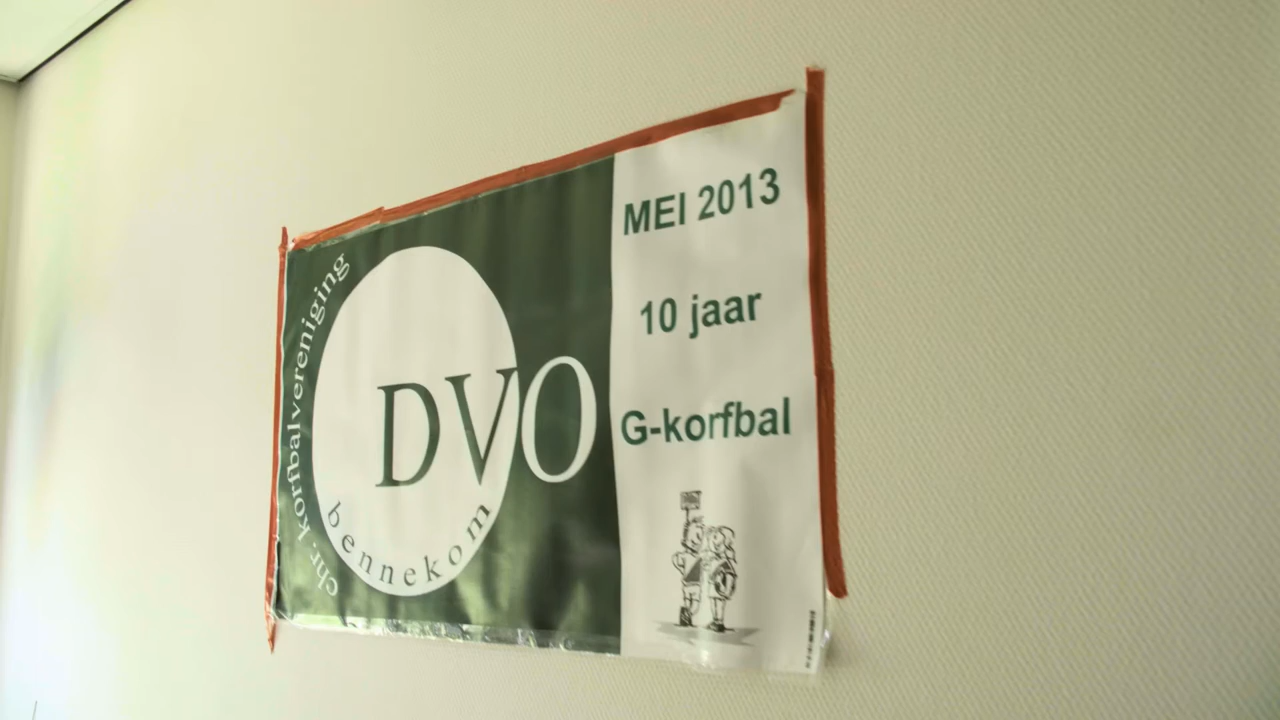 chr. korfbalvereniging
DVO
bennekom
MEI 2013
10 jaar
G-korfbal